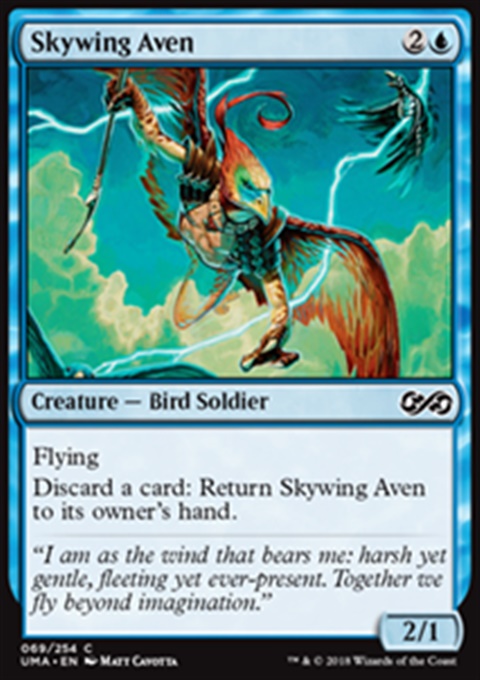 Skywing Aven 2
Creature — Bird Soldier
Flying
Discard a card: Return Skywing Aven
to its owner's hand.
"I am as the wind that bears me: harsh yet
gentle, fleeting yet ever-present. Together we
fly beyond imagination."
2/1
069/254 C
UMA • EN Matt Cavotta
™ & © 2018 Wizards of the Coast